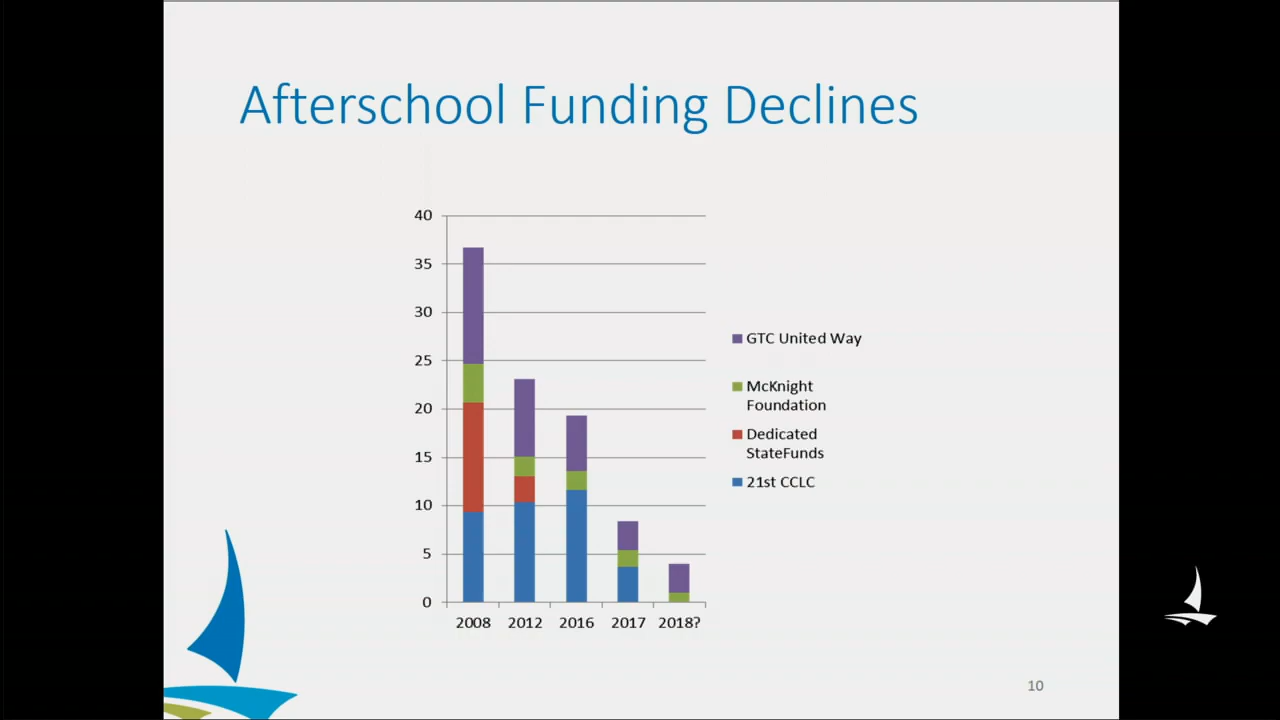 Afterschool Funding Declines
40
35
30
25
20
15
10
5
0
2008 2012 2016 2017 2018?
GTC United Way
McKnight
Foundation
Dedicated
StateFunds
21st CCLC
10